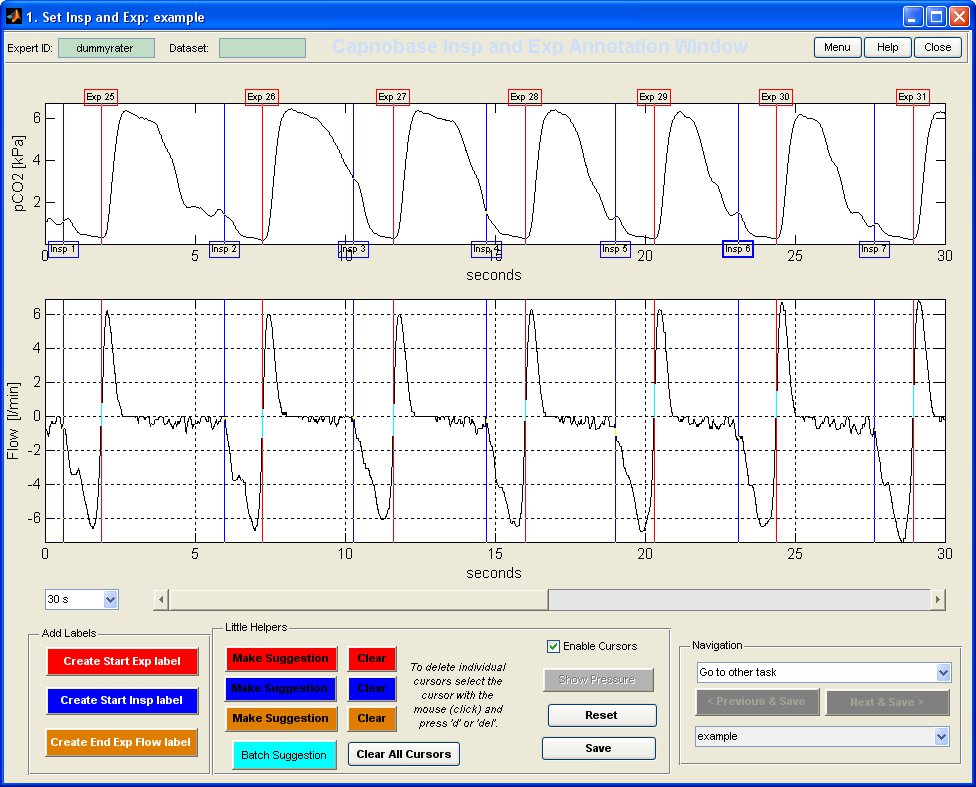 1. Set Insp and Exp: example
Expert ID: dummyrater Dataset: Capnobase Insp and Exp Annotation Window Menu Help Close
Exp 25 Exp 26 Exp 27 Exp 28 Exp 29 Exp 30 Exp 31
pCO2 [kPa]
6
4
2
Insp 1 Insp 2 Insp 3 Insp 4 Insp 5 Insp 6 Insp 7
0 5 10 15 20 25 30
seconds
Flow [l/min]
6
4
2
0
-2
-4
-6
0 5 10 15 20 25 30
seconds
30 s
Add Labels
Create Start Exp label
Create Start Insp label
Create End Exp Flow label
Little Helpers
Make Suggestion Clear
Make Suggestion Clear
Make Suggestion Clear
Batch Suggestion Clear All Cursors
To delete individual
cursors select the
cursor with the
mouse (click) and
press 'd' or 'del'.
Enable Cursors
Show Pressure
Reset
Save
Navigation
Go to other task
< Previous & Save Next & Save >
example